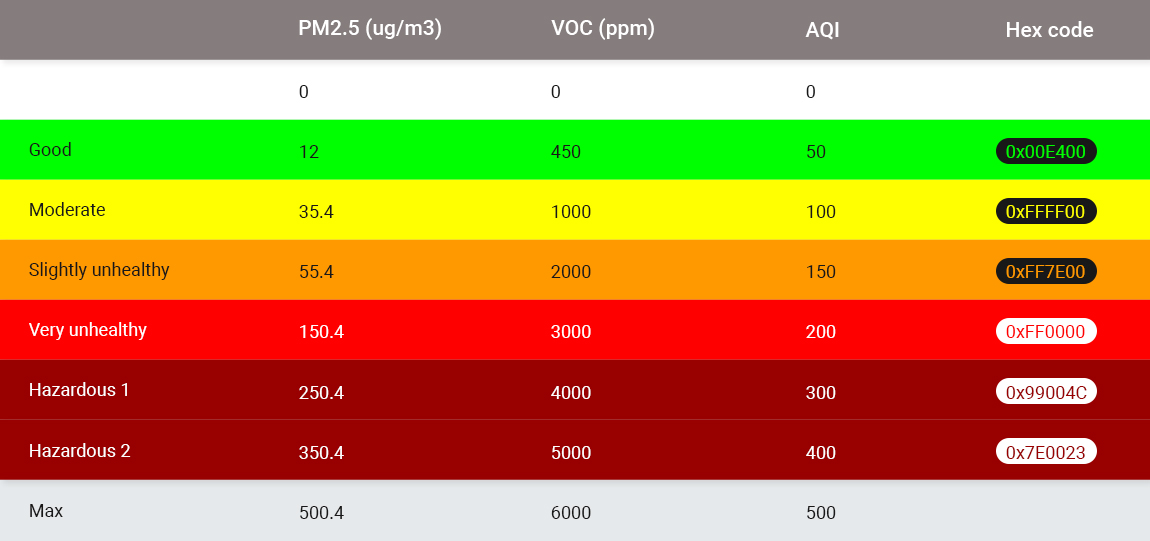 PM2.5 (ug/m3) VOC (ppm) AQI Hex code
0 0 0
Good 12 450 50 0x00E400
Moderate 35.4 1000 100 0xFFFF00
Slightly unhealthy 55.4 2000 150 0xFF7E00
Very unhealthy 150.4 3000 200 0xFF0000
Hazardous 1 250.4 4000 300 0x99004C
Hazardous 2 350.4 5000 400 0x7E0023
Max 500.4 6000 500